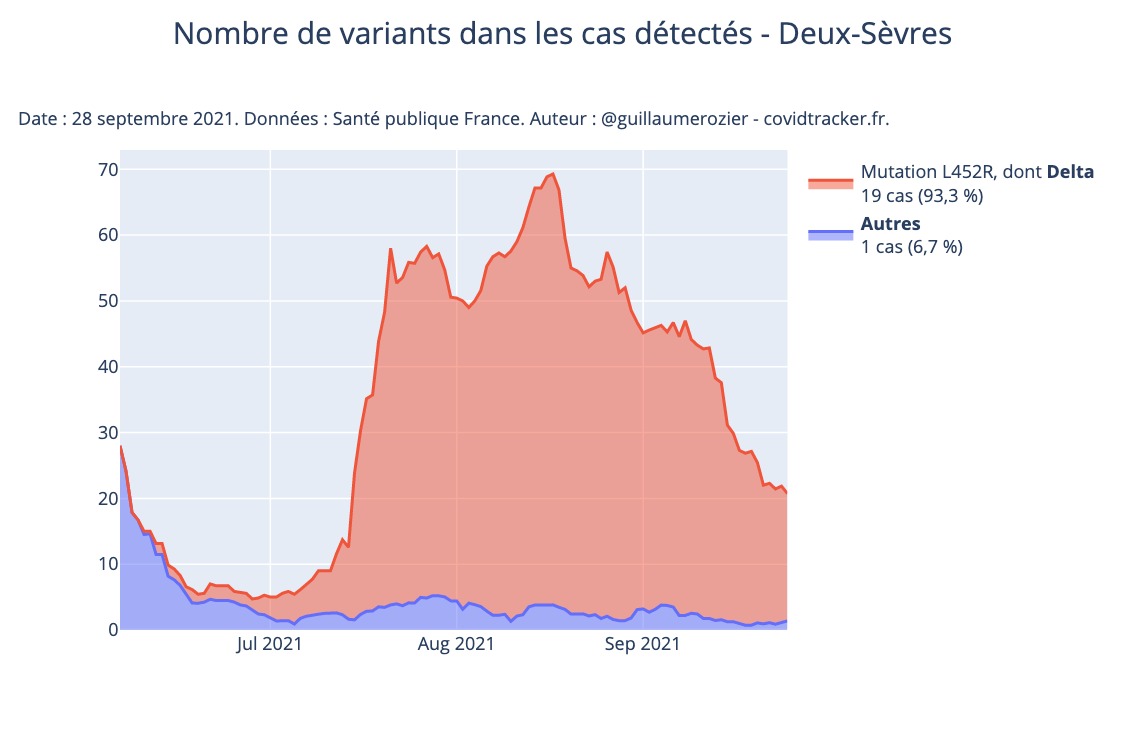 Nombre de variants dans les cas détectés - Deux-Sèvres
Date : 28 septembre 2021. Données : Santé publique France. Auteur : @guillaumerozier - covidtracker.fr.
Mutation L452R, dont Delta
19 cas (93,3 %)
Autres
1 cas (6,7 %)
70
60
50
40
30
20
10
0
Jul 2021
Aug 2021
Sep 2021